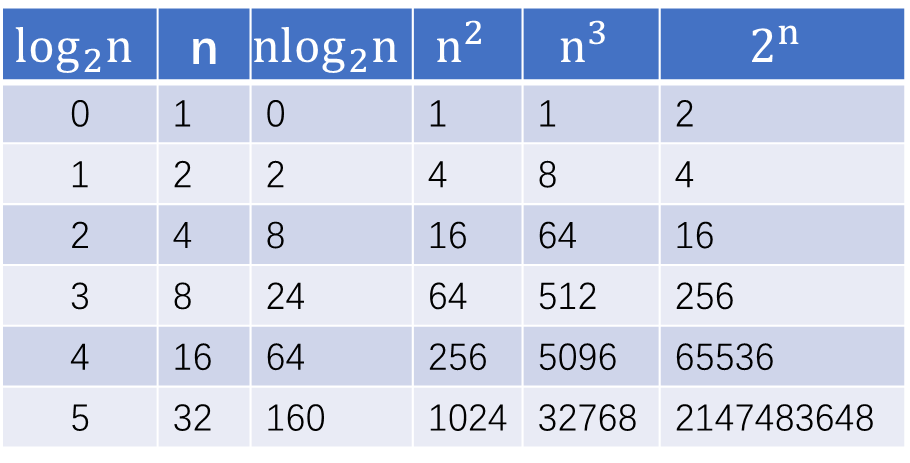 log₂n n nlog₂n n² n³ 2ⁿ
0 1 0 1 1 2
1 2 2 4 8 4
2 4 8 16 64 16
3 8 24 64 512 256
4 16 64 256 5096 65536
5 32 160 1024 32768 2147483648